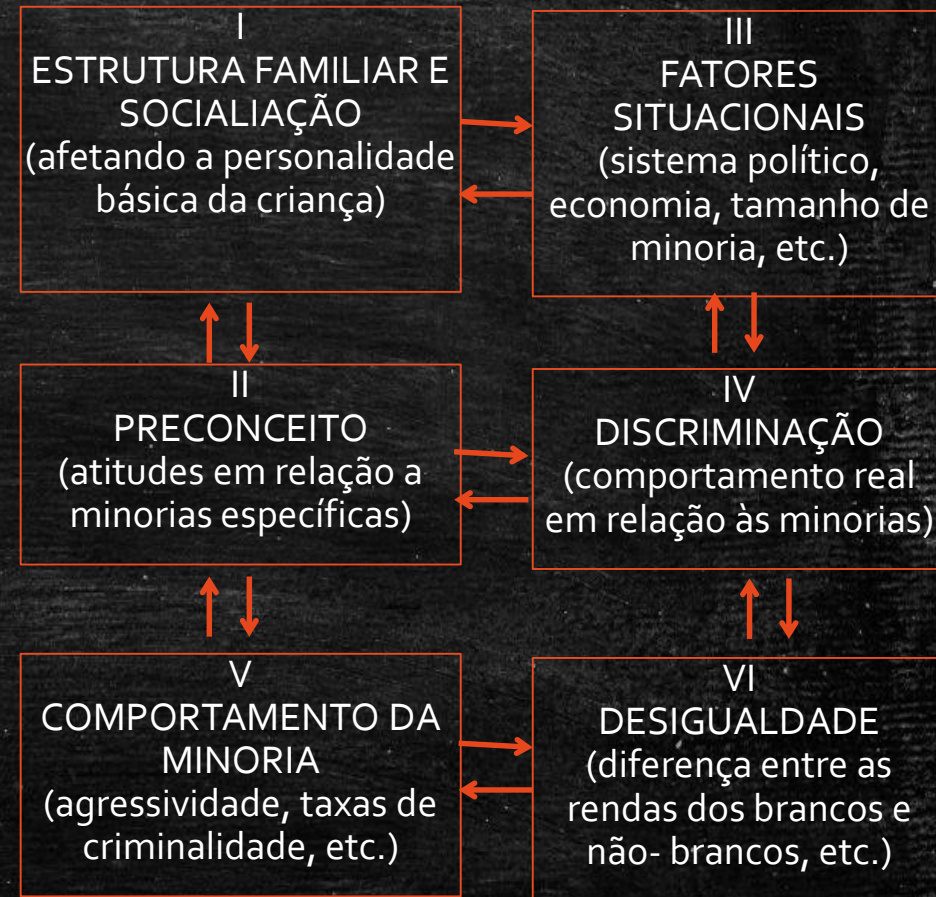 I
ESTRUTURA FAMILIAR E
SOCIALIAÇÃO
(afetando a personalidade
básica da criança)
III
FATORES
SITUACIONAIS
(sistema político,
economia, tamanho de
minoria, etc.)
II
PRECONCEITO
(atitudes em relação a
minorias específicas)
IV
DISCRIMINAÇÃO
(comportamento real
em relação às minorias)
V
COMPORTAMENTO DA
MINORIA
(agressividade, taxas de
criminalidade, etc.)
VI
DESIGUALDADE
(diferença entre as
rendas dos brancos e
não- brancos, etc.)